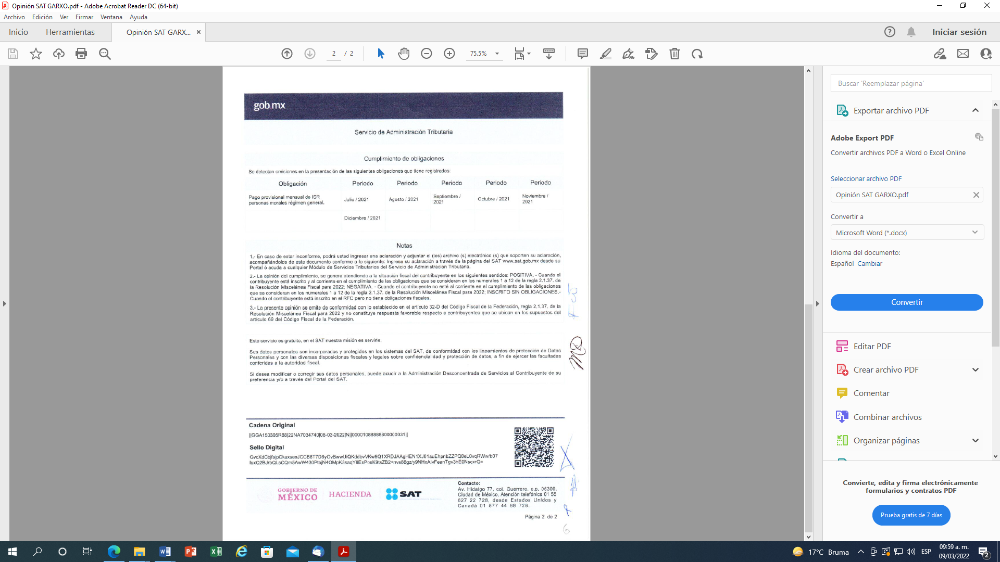 Opinión SAT GARXO.pdf - Adobe Acrobat Reader DC (64-bit)
Archivo Edición Ver Firmar Ventana Ayuda
Inicio Herramientas Opinión SAT GARX... × Iniciar sesión
2 / 2 75.5%
gob.mx
Servicio de Administración Tributaria
Cumplimiento de obligaciones
Se detectan omisiones en la presentación de las siguientes obligaciones que tiene registradas:
Obligación Periodo Periodo Periodo Periodo Periodo
Pago provisional mensual de ISR personas morales régimen general. Julio / 2021 Agosto / 2021 Septiembre / 2021 Octubre / 2021 Noviembre / 2021
Diciembre / 2021
Notas
1.- En caso de estar inconforme, podrá usted ingresar una aclaración y adjuntar el (los) archivo (s) electrónico (s) que soporten su aclaración,
acompañándolos de este documento conforme a lo siguiente: Ingrese su aclaración a través de la página del SAT www.sat.gob.mx desde su
Portal ó acuda a cualquier Módulo de Servicios Tributarios del Servicio de Administración Tributaria.
2.- La opinión del cumplimiento, se genera atendiendo a la situación fiscal del contribuyente en los siguientes sentidos: POSITIVA. - Cuando el
contribuyente está inscrito y al corriente en el cumplimiento de las obligaciones que se consideran en los numerales 1 a 12 de la regla 2.1.37. de
la Resolución Miscelánea Fiscal para 2022; NEGATIVA. - Cuando el contribuyente no esté al corriente en el cumplimiento de las obligaciones
que se consideran en los numerales 1 a 12 de la regla 2.1.37. de la Resolución Miscelánea Fiscal para 2022; INSCRITO SIN OBLIGACIONES.-
Cuando el contribuyente está inscrito en el RFC pero no tiene obligaciones fiscales.
3.- La presente opinión se emite de conformidad con lo establecido en el artículo 32-D del Código Fiscal de la Federación, regla 2.1.37. de la
Resolución Miscelánea Fiscal para 2022 y no constituye respuesta favorable respecto a contribuyentes que se ubican en los supuestos del
artículo 69 del Código Fiscal de la Federación.
Este servicio es gratuito, en el SAT nuestra misión es servirle.
Sus datos personales son incorporados y protegidos en los sistemas del SAT, de conformidad con los lineamientos de protección de Datos
Personales y con las diversas disposiciones fiscales y legales sobre confidencialidad y protección de datos, a fin de ejercer las facultades
conferidas a la autoridad fiscal.
Si desea modificar o corregir sus datos personales, puede acudir a la Administración Desconcentrada de Servicios al Contribuyente de su
preferencia y/o a través del Portal del SAT.
Cadena Original
||GGA150305R88|22NA7034740|08-03-2022|N||00001088888800000031||
Sello Digital
GOBIERNO DE
MÉXICO
HACIENDA
SAT
Contacto:
Av. Hidalgo 77, col. Guerrero, c.p. 06300,
Ciudad de México. Atención telefónica 01 55
627 22 728, desde Estados Unidos y
Canadá 01 877 44 88 728.
Página 2 de 2
Buscar 'Reemplazar página'
Exportar archivo PDF
Adobe Export PDF
Convertir archivos PDF a Word o Excel Online
Seleccionar archivo PDF
Opinión SAT GARXO.pdf
Convertir a
Microsoft Word (*.docx)
Idioma del documento:
Español Cambiar
Convertir
Editar PDF
Crear archivo PDF
Comentar
Combinar archivos
Organizar páginas
Convierte, edita y firma electrónicamente
formularios y contratos PDF
Prueba gratis de 7 días
17°C Bruma
ESP
09:59 a. m.
09/03/2022
2